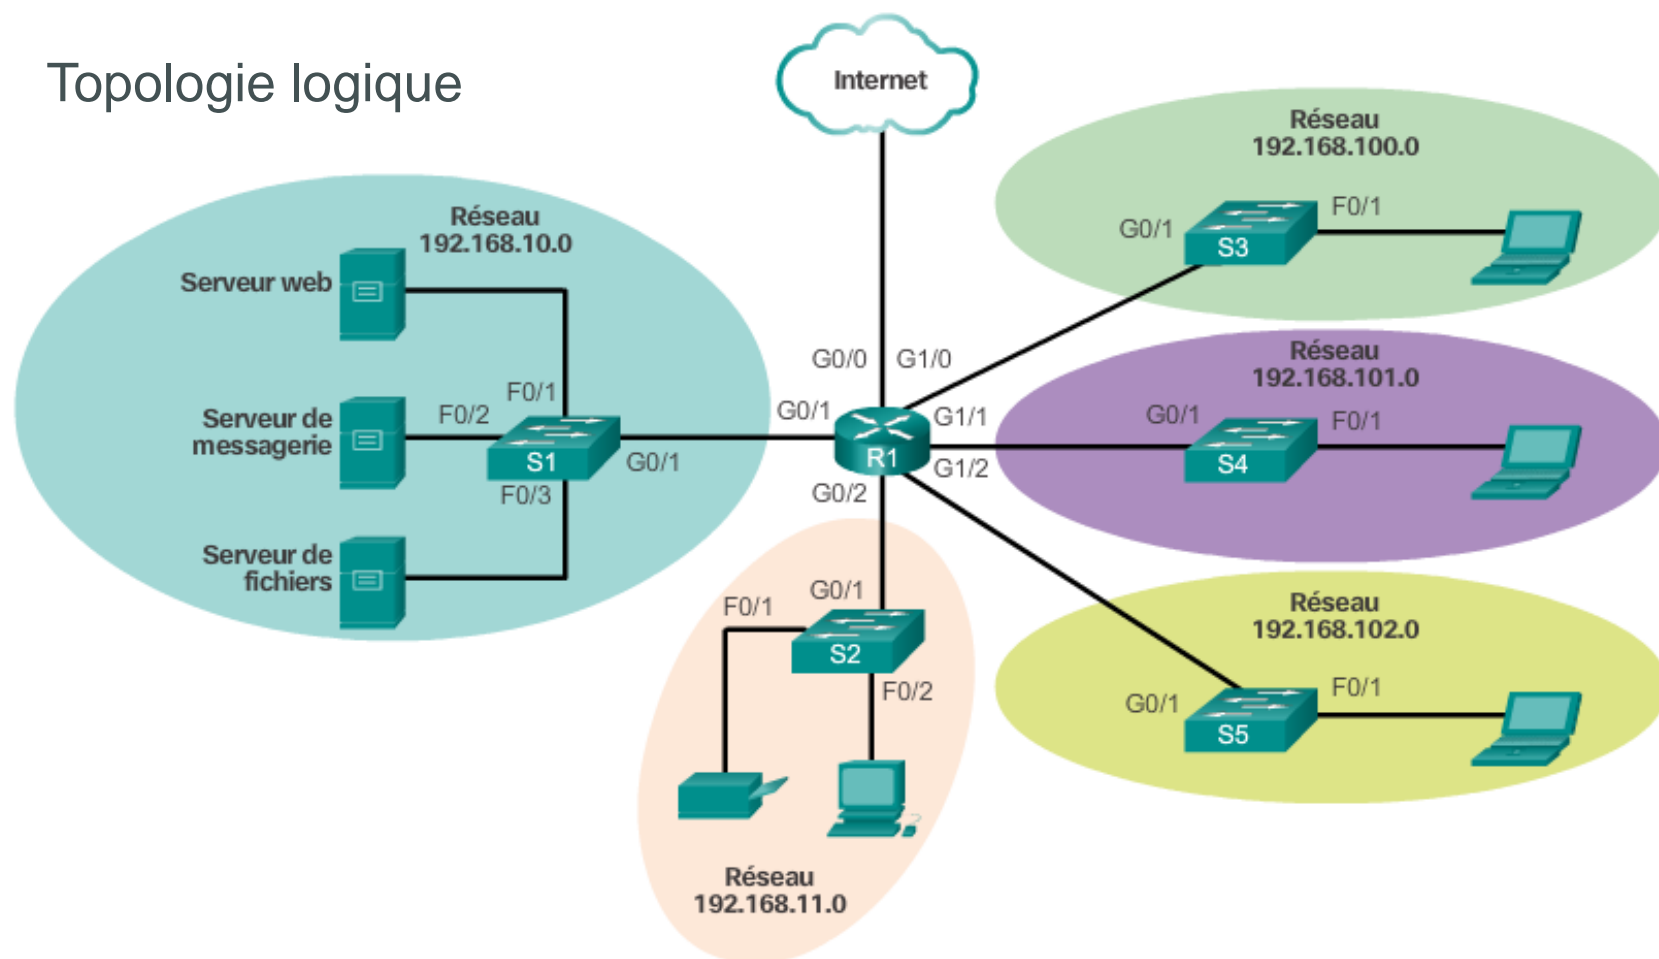 Topologie logique
Internet
Réseau
192.168.10.0
Serveur web
Serveur de
messagerie
Serveur de
fichiers
F0/1
F0/2
S1
F0/3
G0/1
G0/0
G1/0
G0/1
G1/1
R1
G1/2
G0/2
Réseau
192.168.100.0
G0/1
S3
F0/1
Réseau
192.168.101.0
G0/1
S4
F0/1
Réseau
192.168.102.0
G0/1
S5
F0/1
G0/1
F0/1
S2
F0/2
Réseau
192.168.11.0